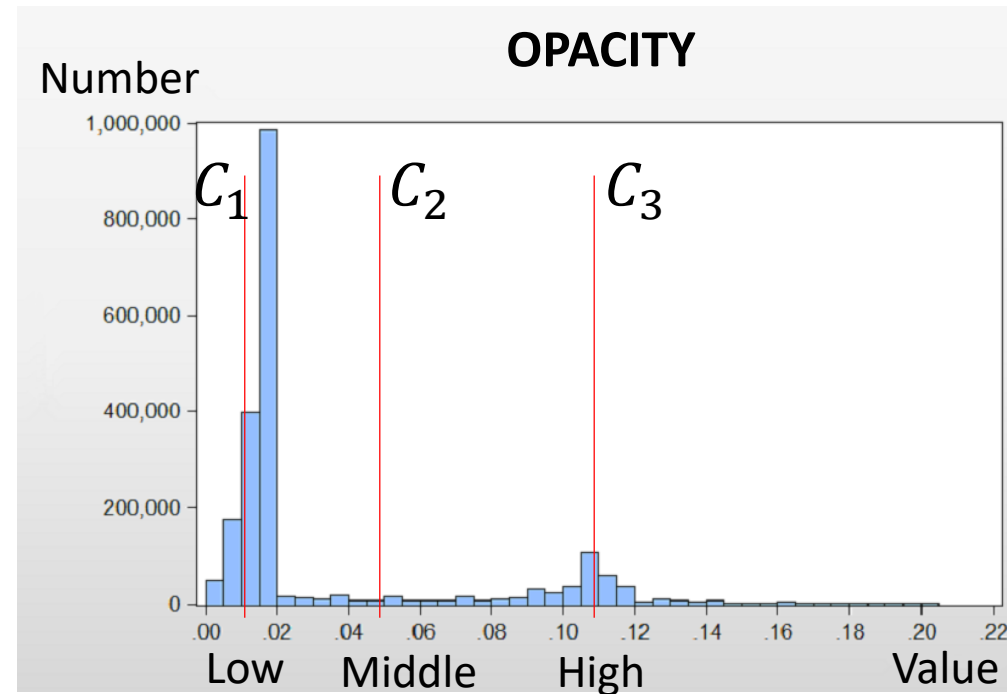 OPACITY
Number
1,000,000
C₁ C₂ C₃
800,000
600,000
400,000
200,000
0
.00 .02 .04 .06 .08 .10 .12 .14 .16 .18 .20 .22
Low Middle High Value